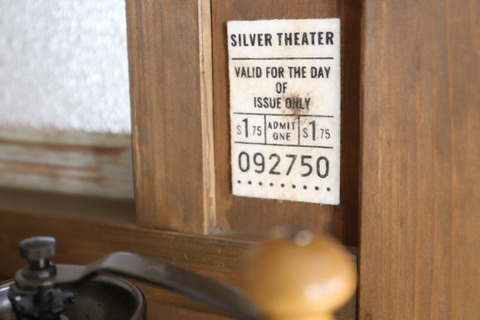 SILVER THEATER
VALID FOR THE DAY
OF
ISSUE ONLY
$1.75 ADMIT ONE $1.75
092750